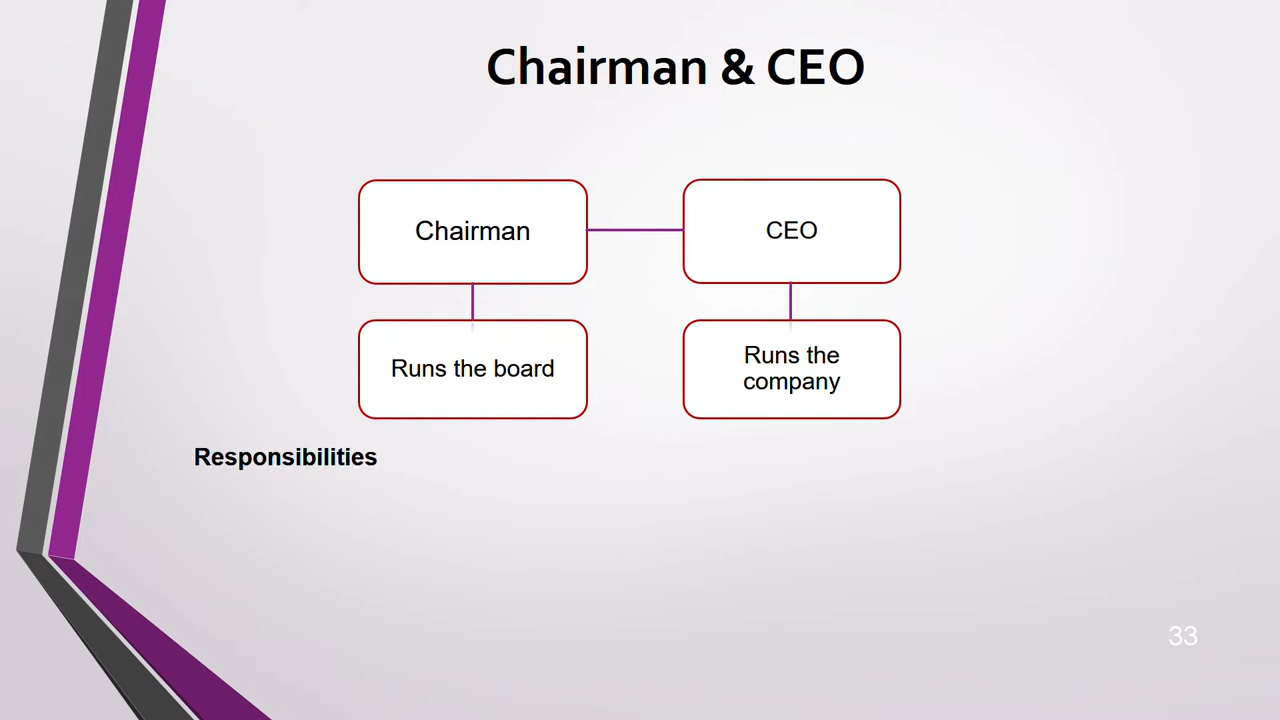 Chairman & CEO
Chairman
CEO
Runs the board
Runs the
company
Responsibilities
33